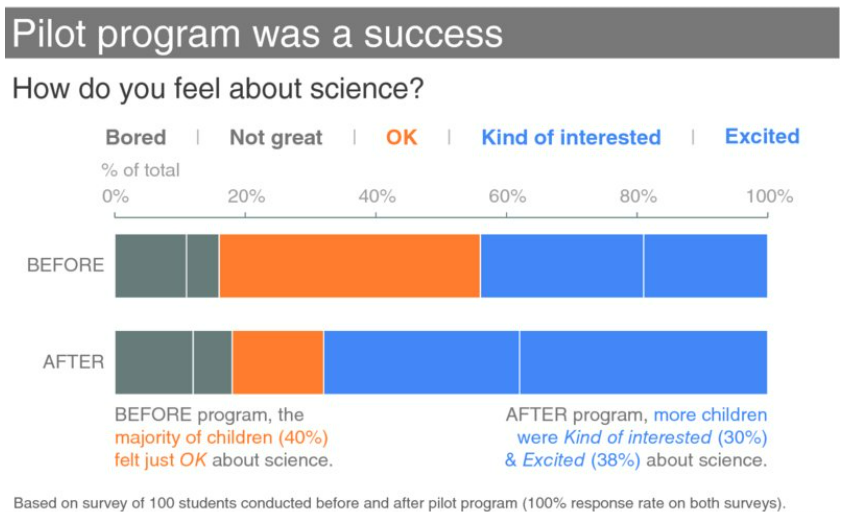 Pilot program was a success
How do you feel about science?
Bored | Not great | OK | Kind of interested | Excited
% of total
0% 20% 40% 60% 80% 100%
BEFORE
AFTER
BEFORE program, the
majority of children (40%)
felt just OK about science.
AFTER program, more children
were Kind of interested (30%)
& Excited (38%) about science.
Based on survey of 100 students conducted before and after pilot program (100% response rate on both surveys).